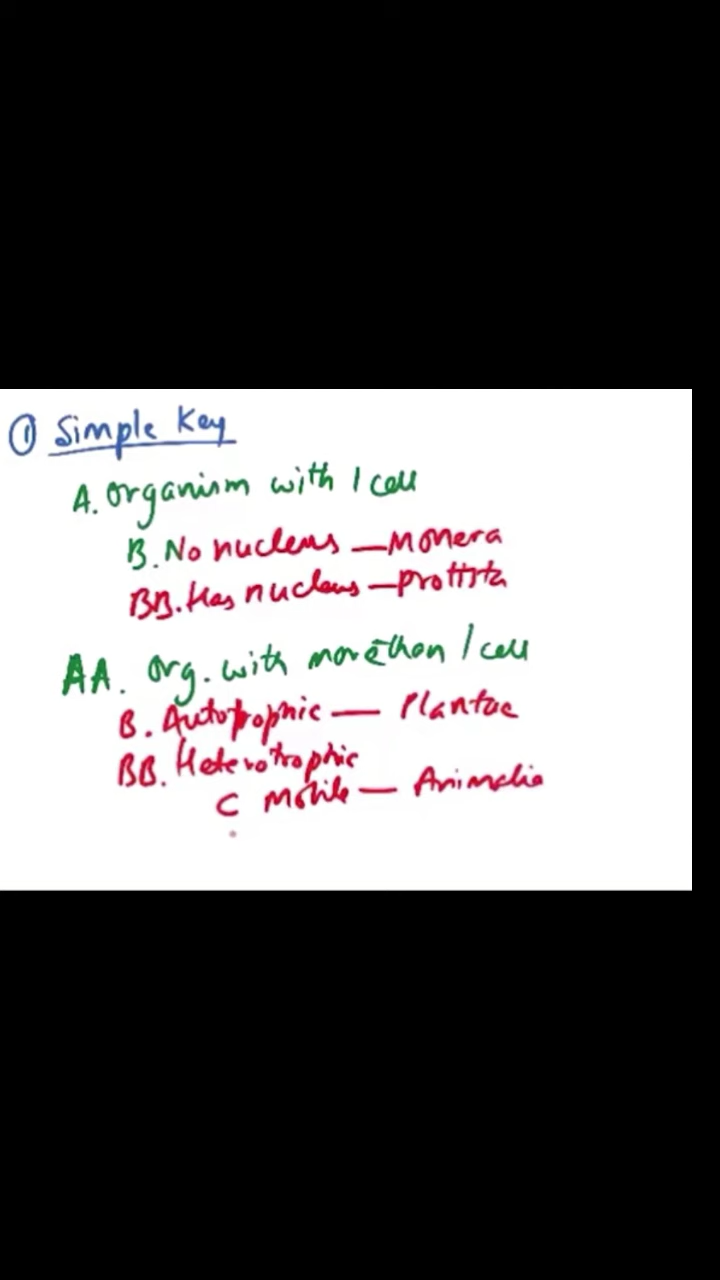 ① Simple Key
A. Organism with 1 cell
B. No nucleus — Monera
BB. Has nucleus — Protista
AA. Org. with more than 1 cell
B. Autotrophic — Plantae
BB. Heterotrophic
C Motile — Animalia